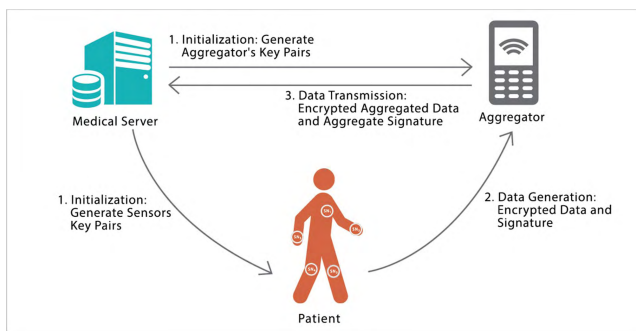 1. Initialization: Generate
Aggregator's Key Pairs
3. Data Transmission:
Encrypted Aggregated Data
and Aggregate Signature
Medical Server
Aggregator
1. Initialization:
Generate Sensors
Key Pairs
2. Data Generation:
Encrypted Data and
Signature
Patient